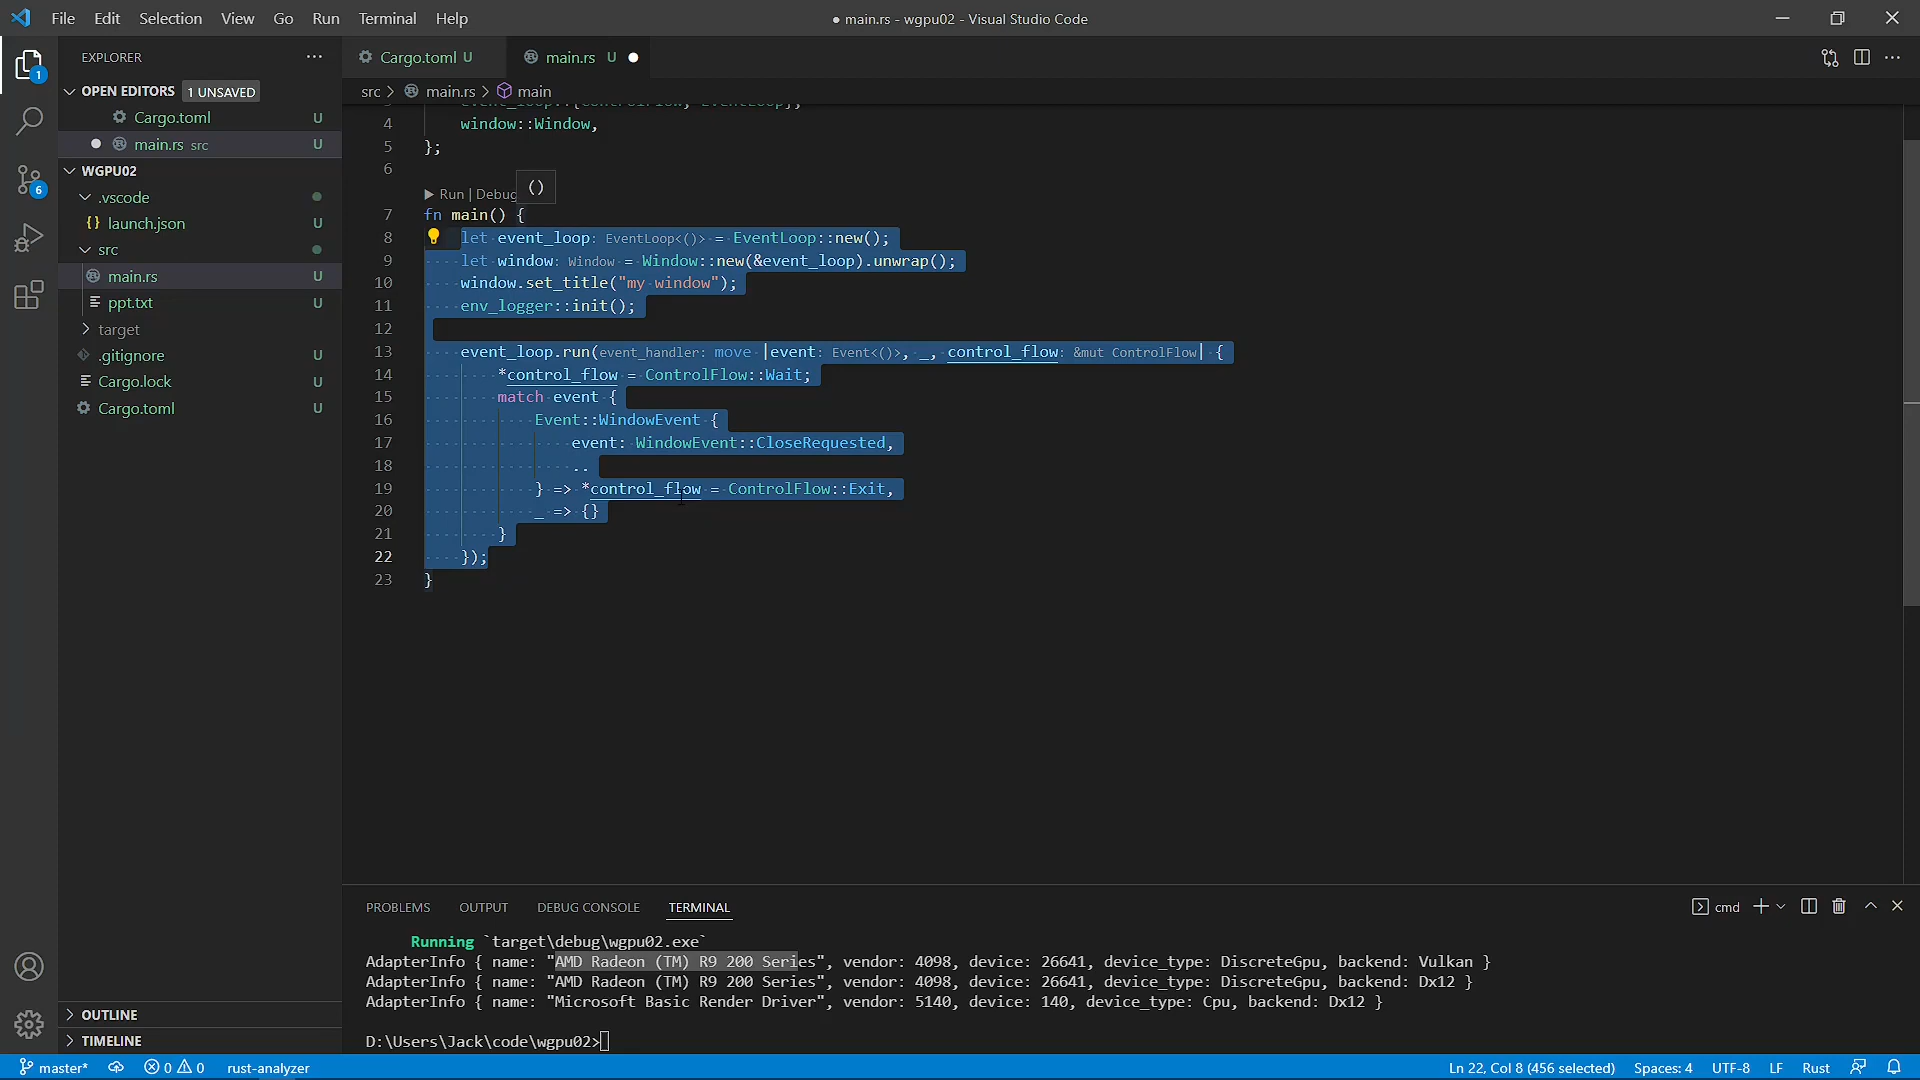 File Edit Selection View Go Run Terminal Help
● main.rs - wgpu02 - Visual Studio Code
EXPLORER
Cargo.toml U
main.rs U
OPEN EDITORS 1 UNSAVED
src > main.rs > main
Cargo.toml U
main.rs src U
WGPU02
.vscode
launch.json U
src
main.rs U
ppt.txt U
target
.gitignore U
Cargo.lock U
Cargo.toml U
OUTLINE
TIMELINE
4 window::Window,
5 };
6
Run | Debug
()
7 fn main() {
8 let event_loop: EventLoop<()> = EventLoop::new();
9 let window: Window = Window::new(&event_loop).unwrap();
10 window.set_title("my window");
11 env_logger::init();
12
13 event_loop.run(event_handler: move |event: Event<()>, _, control_flow: &mut ControlFlow| {
14 *control_flow = ControlFlow::Wait;
15 match event {
16 Event::WindowEvent {
17 event: WindowEvent::CloseRequested,
18 ..
19 } => *control_flow = ControlFlow::Exit,
20 _ => {}
21 }
22 });
23 }
PROBLEMS OUTPUT DEBUG CONSOLE TERMINAL
cmd
Running `target\debug\wgpu02.exe`
AdapterInfo { name: "AMD Radeon (TM) R9 200 Series", vendor: 4098, device: 26641, device_type: DiscreteGpu, backend: Vulkan }
AdapterInfo { name: "AMD Radeon (TM) R9 200 Series", vendor: 4098, device: 26641, device_type: DiscreteGpu, backend: Dx12 }
AdapterInfo { name: "Microsoft Basic Render Driver", vendor: 5140, device: 140, device_type: Cpu, backend: Dx12 }
D:\Users\Jack\code\wgpu02>
1
6
master* 0 0 rust-analyzer
Ln 22, Col 8 (456 selected) Spaces: 4 UTF-8 LF Rust